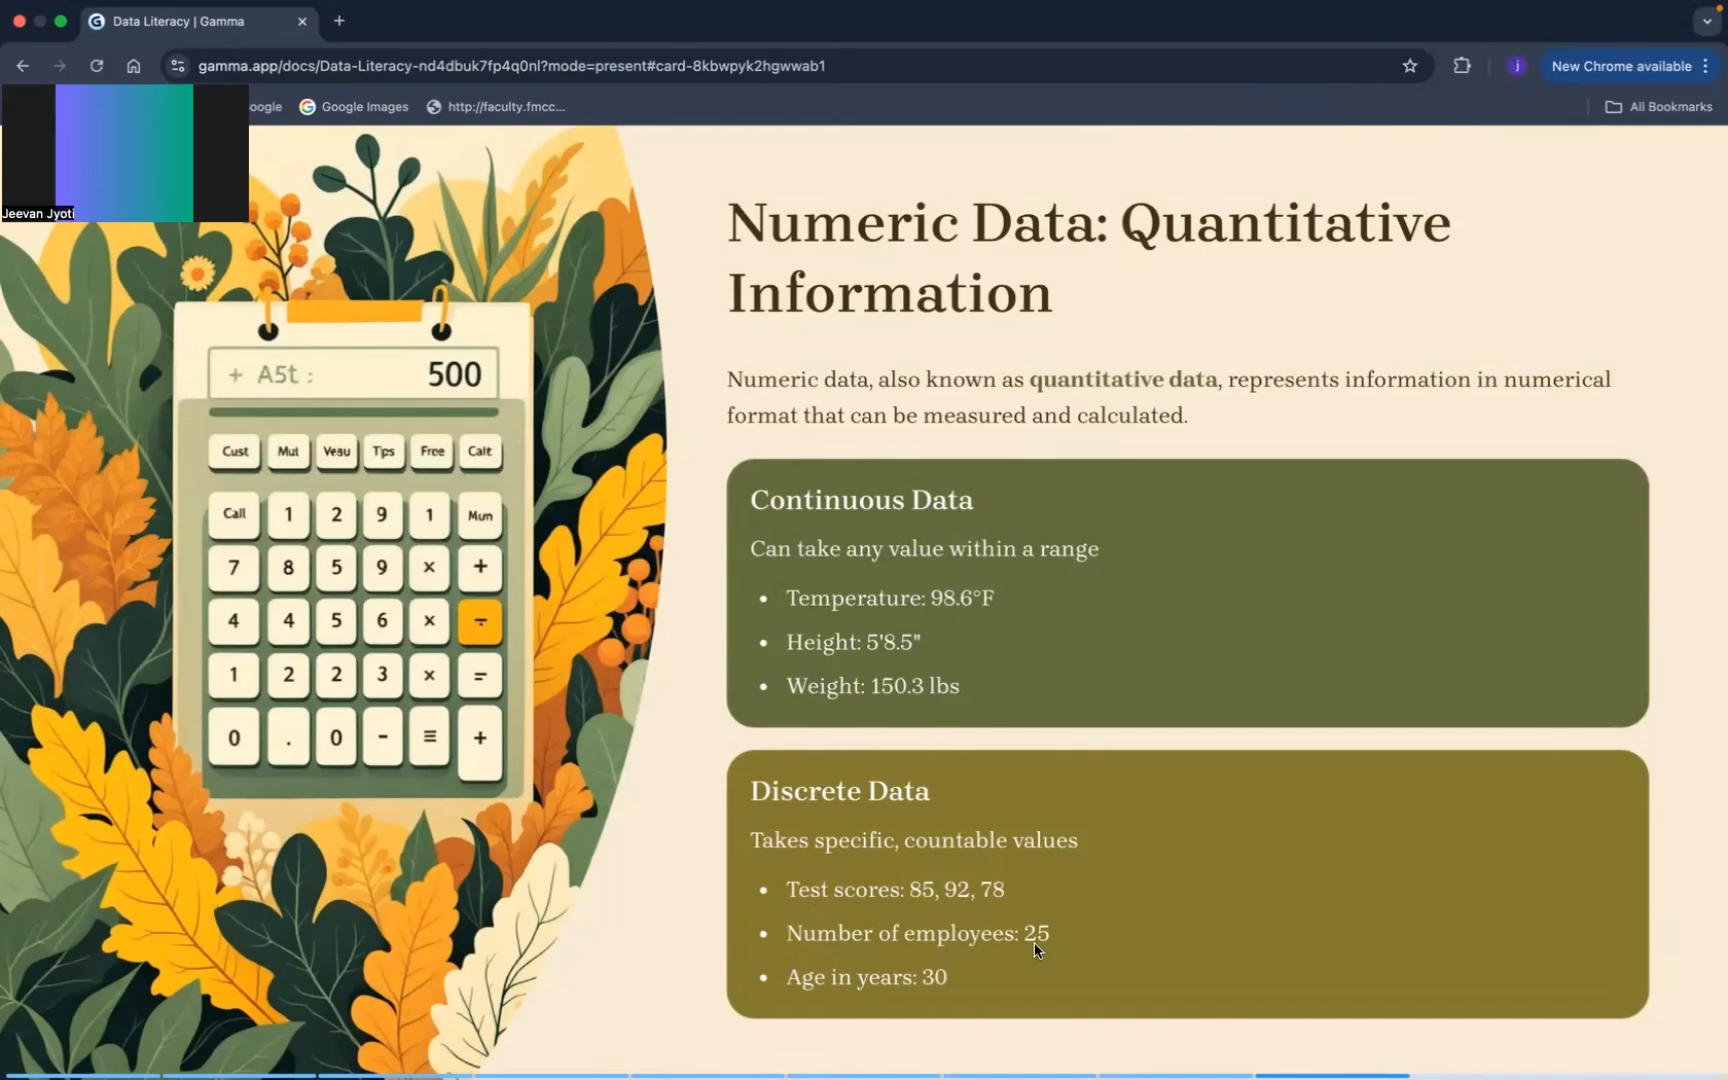 Data Literacy | Gamma
gamma.app/docs/Data-Literacy-nd4dbuk7fp4q0nl?mode=present#card-8kbwpyk2hgwwab1
j
New Chrome available
oogle
Google Images
http://faculty.fmcc...
All Bookmarks
Jeevan Jyoti
Numeric Data: Quantitative
Information
Numeric data, also known as quantitative data, represents information in numerical
format that can be measured and calculated.
Continuous Data
Can take any value within a range
• Temperature: 98.6°F
• Height: 5'8.5"
• Weight: 150.3 lbs
Discrete Data
Takes specific, countable values
• Test scores: 85, 92, 78
• Number of employees: 25
• Age in years: 30
+ A5t : 500
Cust Mut Veau Tips Free Calt
Call 1 2 9 1 Mun
7 8 5 9 × +
4 4 5 6 × ÷
1 2 2 3 × =
0 . 0 - ≡ +